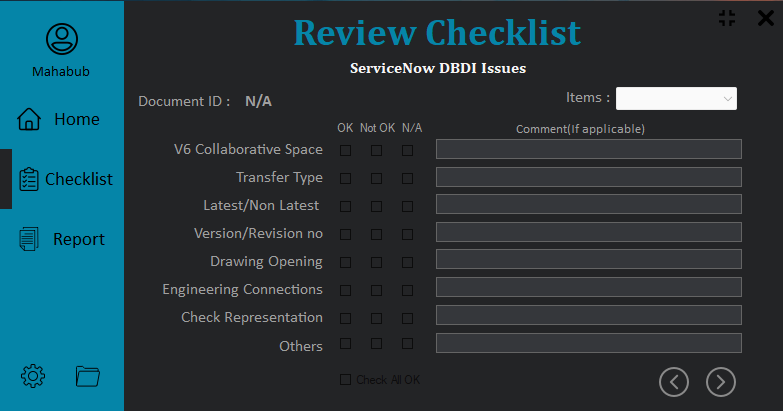 Review Checklist
ServiceNow DBDI Issues
Mahabub
Home
Checklist
Report
Document ID : N/A
Items :
OK Not OK N/A Comment(If applicable)
V6 Collaborative Space
Transfer Type
Latest/Non Latest
Version/Revision no
Drawing Opening
Engineering Connections
Check Representation
Others
Check All OK